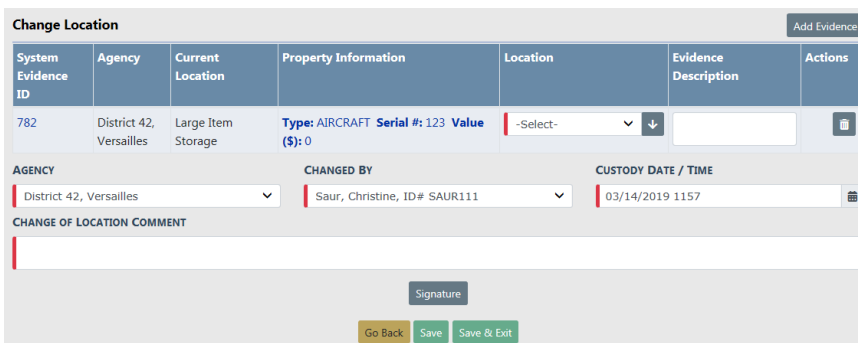 Change Location
Add Evidence
System Evidence ID
Agency
Current Location
Property Information
Location
Evidence Description
Actions
782
District 42, Versailles
Large Item Storage
Type: AIRCRAFT Serial #: 123 Value ($): 0
-Select-
AGENCY
CHANGED BY
CUSTODY DATE / TIME
District 42, Versailles
Saur, Christine, ID# SAUR111
03/14/2019 1157
CHANGE OF LOCATION COMMENT
Signature
Go Back
Save
Save & Exit